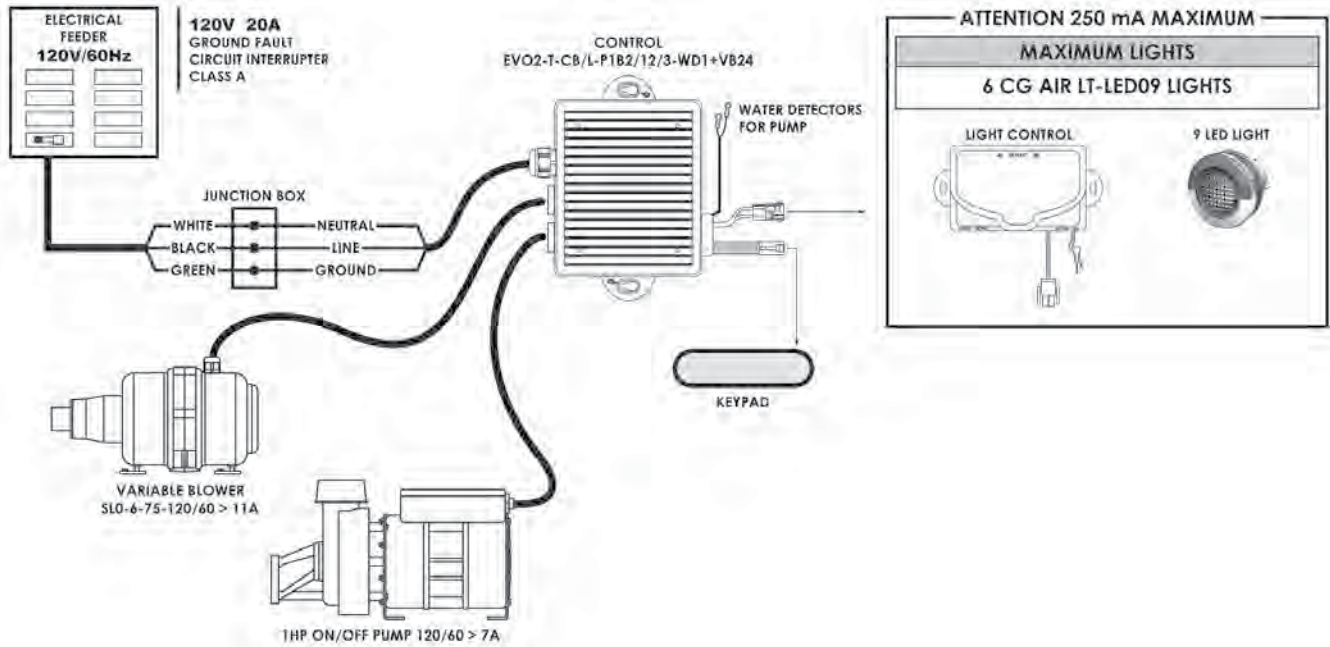 ELECTRICAL
FEEDER
120V/60Hz
120V 20A
GROUND FAULT
CIRCUIT INTERRUPTER
CLASS A
CONTROL
EVO2-T-CB/L-P1B2/12/3-WD1+VB24
WATER DETECTORS
FOR PUMP
JUNCTION BOX
WHITE
NEUTRAL
BLACK
LINE
GREEN
GROUND
KEYPAD
VARIABLE BLOWER
SL0-6-75-120/60 > 11A
1HP ON/OFF PUMP 120/60 > 7A
ATTENTION 250 mA MAXIMUM
MAXIMUM LIGHTS
6 CG AIR LT-LED09 LIGHTS
LIGHT CONTROL
9 LED LIGHT